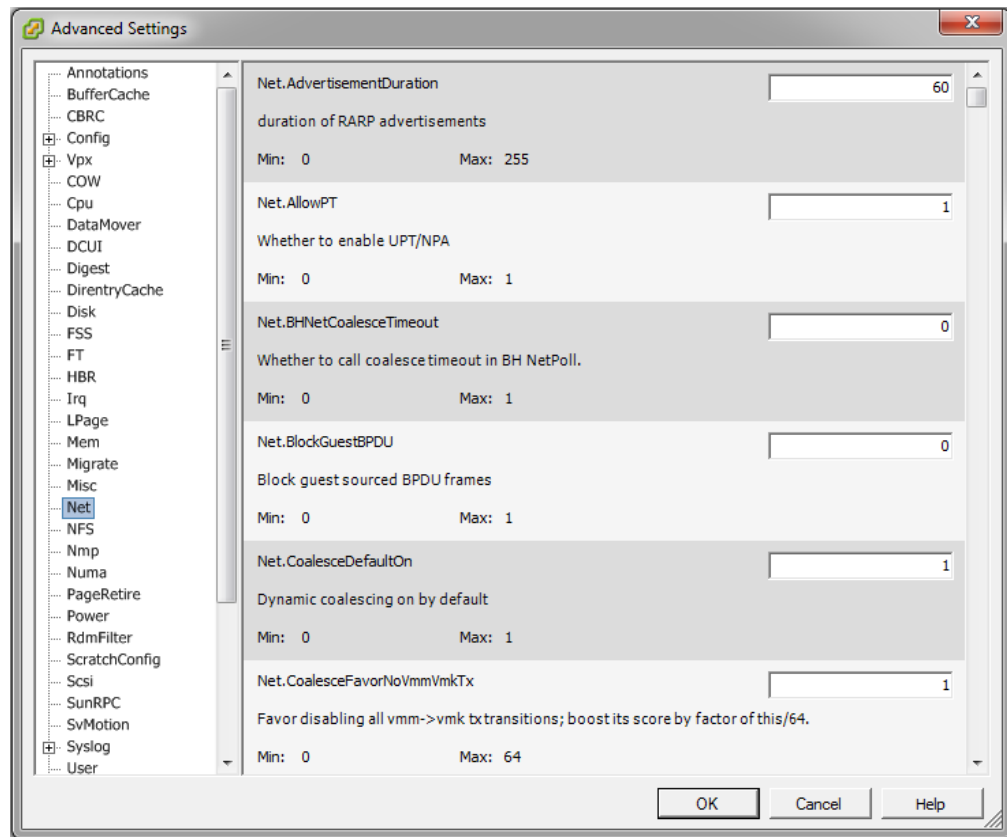 Advanced Settings
Annotations
BufferCache
CBRC
Config
Vpx
COW
Cpu
DataMover
DCUI
Digest
DirentryCache
Disk
FSS
FT
HBR
Irq
LPage
Mem
Migrate
Misc
Net
NFS
Nmp
Numa
PageRetire
Power
RdmFilter
ScratchConfig
Scsi
SunRPC
SvMotion
Syslog
User
Net.AdvertisementDuration 60
duration of RARP advertisements
Min: 0 Max: 255
Net.AllowPT 1
Whether to enable UPT/NPA
Min: 0 Max: 1
Net.BHNetCoalesceTimeout 0
Whether to call coalesce timeout in BH NetPoll.
Min: 0 Max: 1
Net.BlockGuestBPDU 0
Block guest sourced BPDU frames
Min: 0 Max: 1
Net.CoalesceDefaultOn 1
Dynamic coalescing on by default
Min: 0 Max: 1
Net.CoalesceFavorNoVmmVmkTx 1
Favor disabling all vmm->vmk tx transitions; boost its score by factor of this/64.
Min: 0 Max: 64
OK Cancel Help